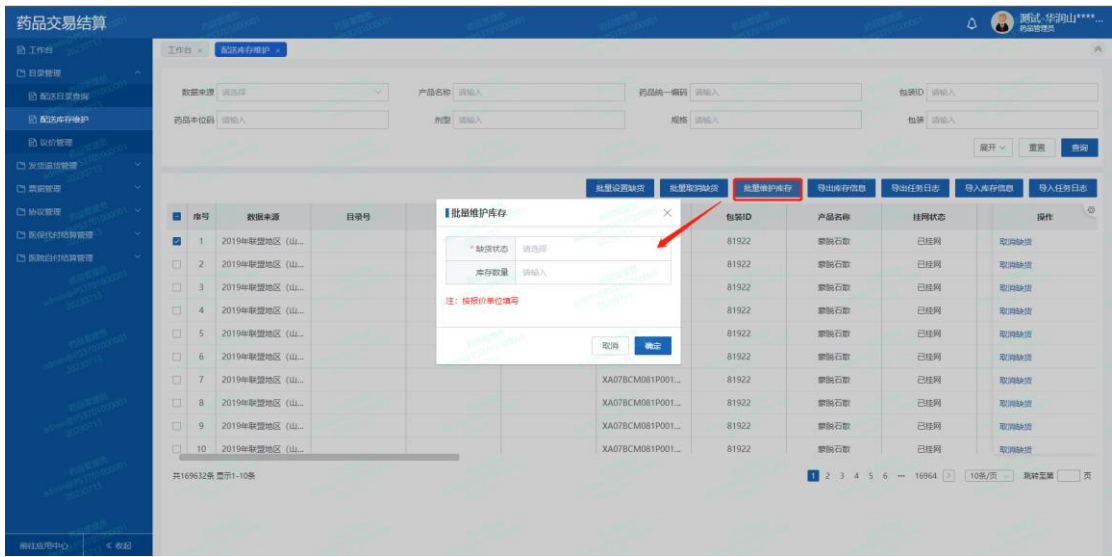 药品交易结算
测试-华润山****...
药品管理员
工作台
目录管理
配送目录查询
配送库存维护
议价管理
发货退货管理
票据管理
协议管理
医保代付结算管理
医院自付结算管理
前往应用中心 收起
工作台 × 配送库存维护 ×
数据来源 请选择 产品名称 请输入 药品统一编码 请输入 包装ID 请输入
药品本位码 请输入 剂型 请输入 规格 请输入 包装 请输入
展开 重置 查询
批量设置缺货 批量取消缺货 批量维护库存 导出库存信息 导出任务日志 导入库存信息 导入任务日志
序号 数据来源 目录号 包装ID 产品名称 挂网状态 操作
1 2019年联盟地区（山... 81922 蒙脱石散 已挂网 取消缺货
2 2019年联盟地区（山... 81922 蒙脱石散 已挂网 取消缺货
3 2019年联盟地区（山... 81922 蒙脱石散 已挂网 取消缺货
4 2019年联盟地区（山... 81922 蒙脱石散 已挂网 取消缺货
5 2019年联盟地区（山... 81922 蒙脱石散 已挂网 取消缺货
6 2019年联盟地区（山... 81922 蒙脱石散 已挂网 取消缺货
7 2019年联盟地区（山... XA07BCM081P001... 81922 蒙脱石散 已挂网 取消缺货
8 2019年联盟地区（山... XA07BCM081P001... 81922 蒙脱石散 已挂网 取消缺货
9 2019年联盟地区（山... XA07BCM081P001... 81922 蒙脱石散 已挂网 取消缺货
10 2019年联盟地区（山... XA07BCM081P001... 81922 蒙脱石散 已挂网 取消缺货
批量维护库存 ×
*缺货状态 请选择
库存数量 请输入
注：按报价单位填写
取消 确定
共169632条 显示1-10条
1 2 3 4 5 6 ... 16964 > 10条/页 跳转至第 页